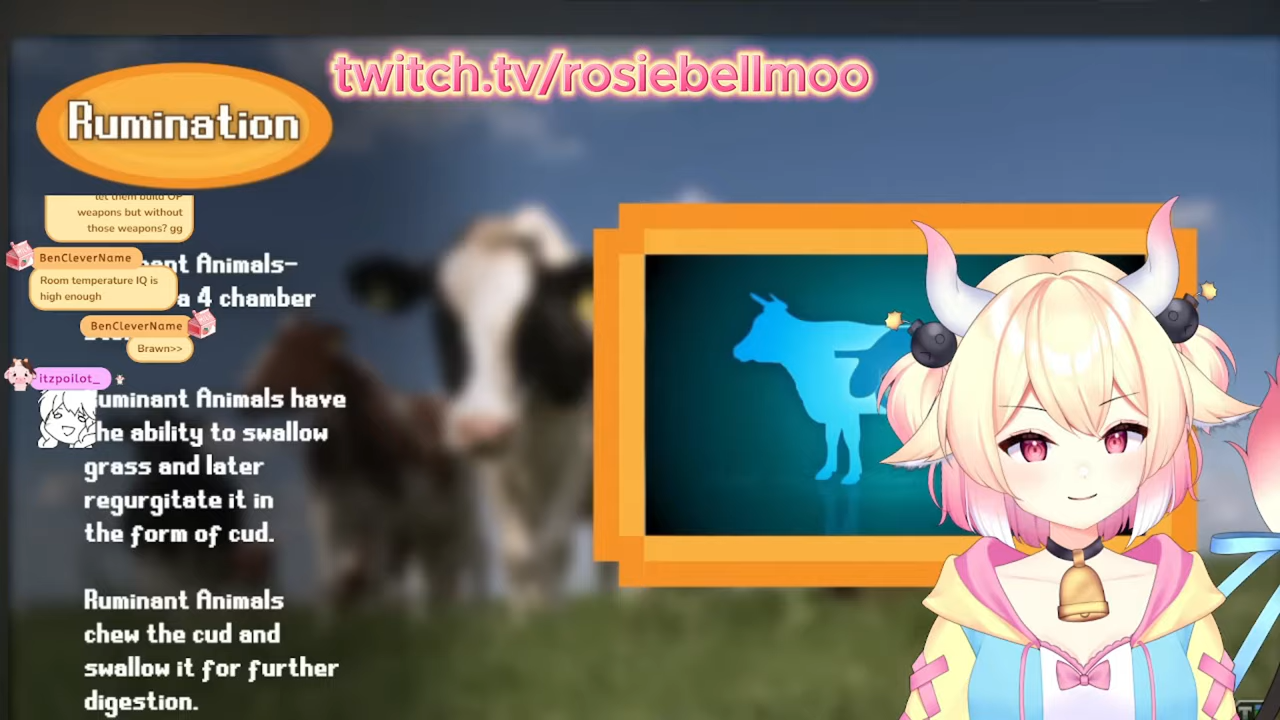 twitch.tv/rosiebellmoo
Rumination
let them build OP
weapons but without
those weapons? gg
BenCleverName
Room temperature IQ is
high enough
Animals-
a 4 chamber
BenCleverName
Brawn>>
itzpoilot_
Ruminant Animals have
the ability to swallow
grass and later
regurgitate it in
the form of cud.
Ruminant Animals
chew the cud and
swallow it for further
digestion.